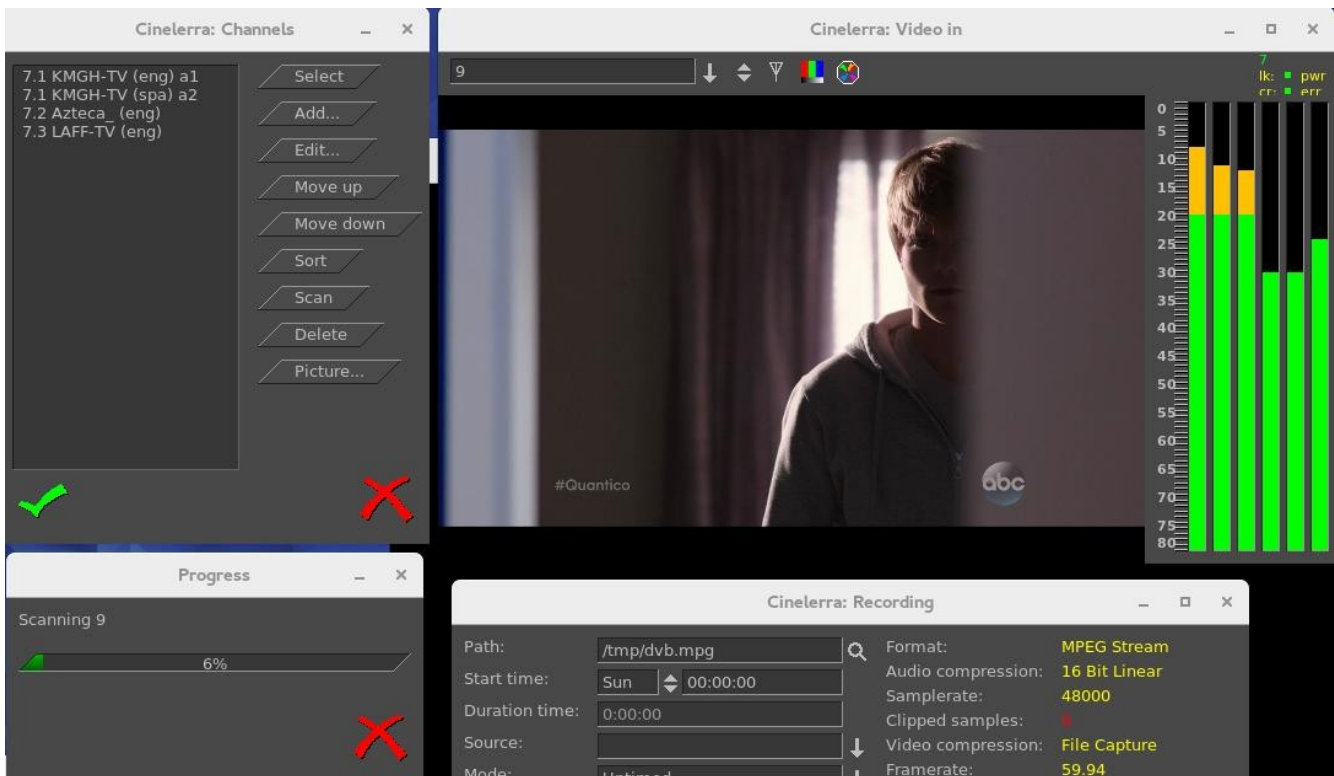 Cinelerra: Channels
7.1 KMGH-TV (eng) a1
7.1 KMGH-TV (spa) a2
7.2 Azteca_ (eng)
7.3 LAFF-TV (eng)
Select
Add...
Edit...
Move up
Move down
Sort
Scan
Delete
Picture...
Cinelerra: Video in
9
7
lk: pwr
cr: err
0
5
10
15
20
25
30
35
40
45
50
55
60
65
70
75
80
#Quantico
abc
Progress
Scanning 9
6%
Cinelerra: Recording
Path: /tmp/dvb.mpg
Start time: Sun 00:00:00
Duration time: 0:00:00
Source:
Mode: Untimed
Format: MPEG Stream
Audio compression: 16 Bit Linear
Samplerate: 48000
Clipped samples:
Video compression: File Capture
Framerate: 59.94